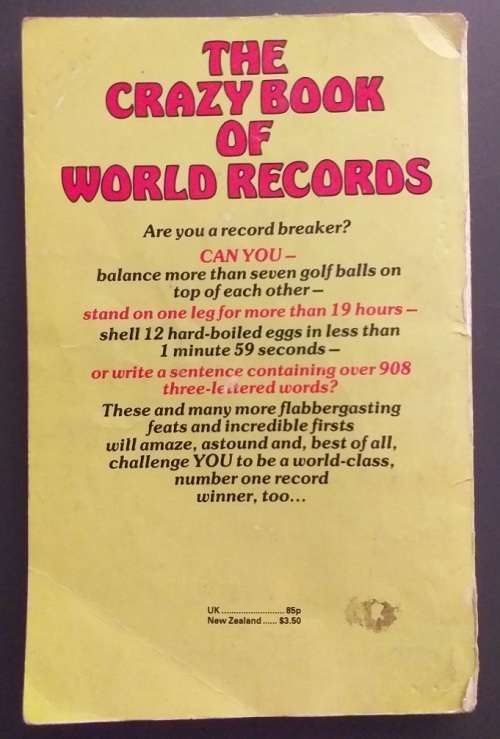 THE
CRAZY BOOK
OF
WORLD RECORDS
Are you a record breaker?
CAN YOU –
balance more than seven golf balls on
top of each other –
stand on one leg for more than 19 hours –
shell 12 hard-boiled eggs in less than
1 minute 59 seconds –
or write a sentence containing over 908
three-lettered words?
These and many more flabbergasting
feats and incredible firsts
will amaze, astound and, best of all,
challenge YOU to be a world-class,
number one record
winner, too...
UK .......................... 85p
New Zealand ...... $3.50